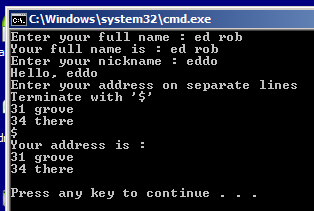 C:\Windows\system32\cmd.exe
Enter your full name : ed rob
Your full name is : ed rob
Enter your nickname : eddo
Hello, eddo
Enter your address on separate lines
Terminate with '$'
31 grove
34 there
$
Your address is :
31 grove
34 there
Press any key to continue . . .